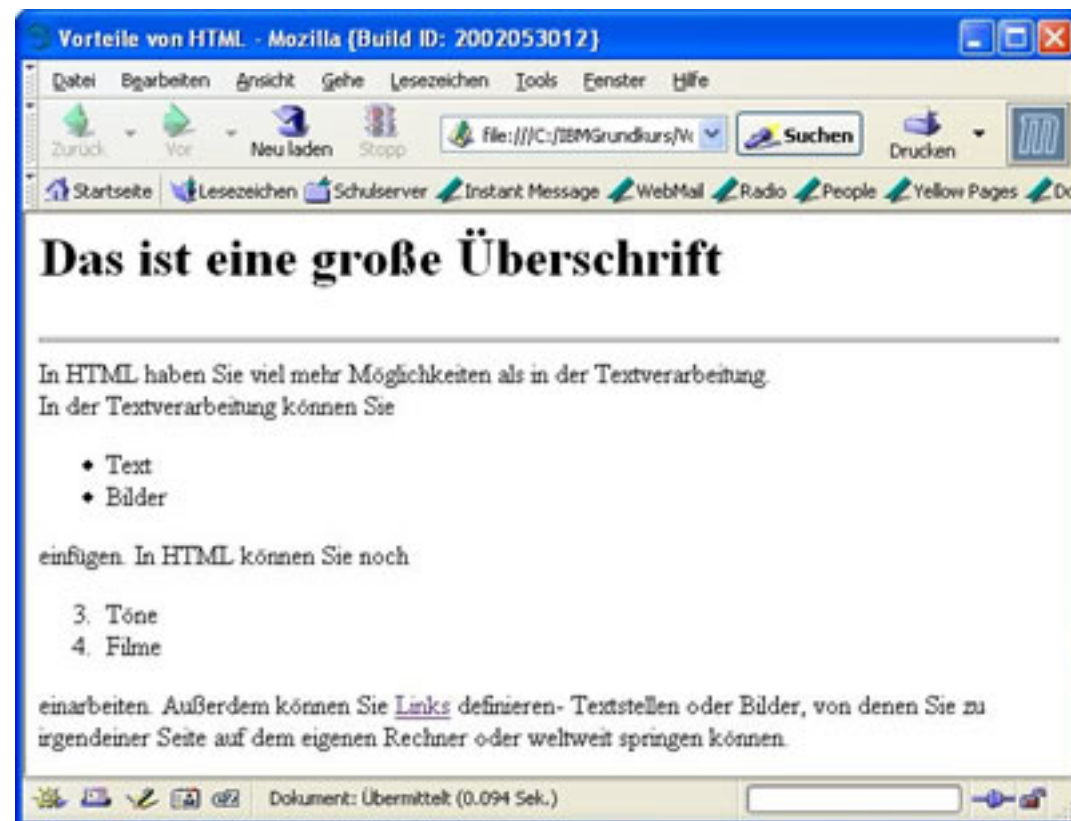 Vorteile von HTML - Mozilla {Build ID: 2002053012}
Datei Bearbeiten Ansicht Gehe Lesezeichen Tools Fenster Hilfe
Zurück Vor Neu laden Stopp file:///C:/IBMGrundkurs/ Suchen Drucken
Startseite Lesezeichen Schulserver Instant Message WebMail Radio People Yellow Pages
Das ist eine große Überschrift
In HTML haben Sie viel mehr Möglichkeiten als in der Textverarbeitung.
In der Textverarbeitung können Sie
• Text
• Bilder
einfügen. In HTML können Sie noch
3. Töne
4. Filme
einarbeiten. Außerdem können Sie Links definieren- Textstellen oder Bilder, von denen Sie zu
irgendeiner Seite auf dem eigenen Rechner oder weltweit springen können.
Dokument: Übermittelt (0.094 Sek.)